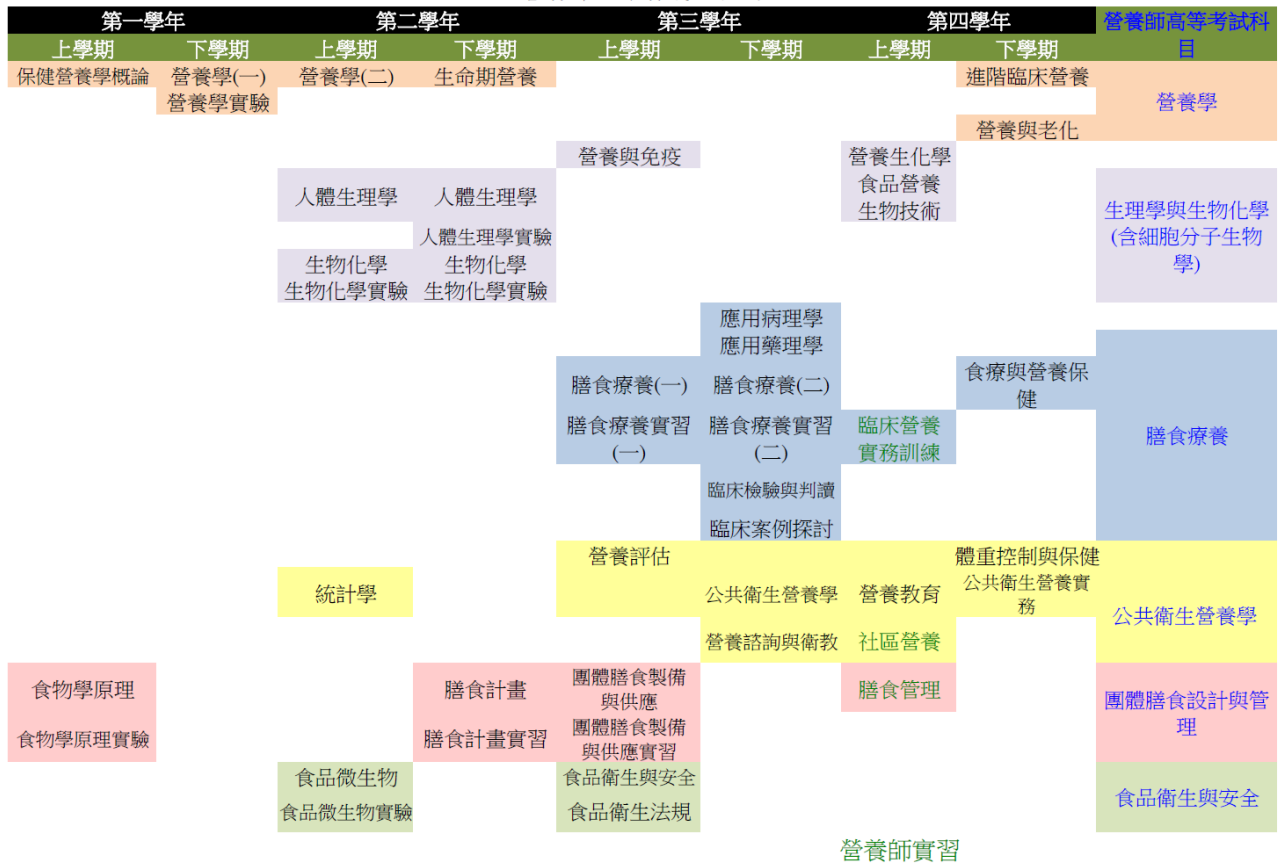 第一學年 第二學年 第三學年 第四學年 營養師高等考試科目
上學期 下學期 上學期 下學期 上學期 下學期 上學期 下學期
保健營養學概論 營養學(一) 營養學(二) 生命期營養 進階臨床營養
營養學實驗
營養學
營養與老化
營養與免疫 營養生化學
食品營養
生物技術
人體生理學 人體生理學
生理學與生物化學
(含細胞分子生物
學)
人體生理學實驗
生物化學 生物化學
生物化學實驗 生物化學實驗
應用病理學
應用藥理學
膳食療養(一) 膳食療養(二) 食療與營養保
健
膳食療養實習
(一)
膳食療養實習
(二)
臨床營養
實務訓練
膳食療養
臨床檢驗與判讀
臨床案例探討
營養評估 體重控制與保健
統計學 公共衛生營養學 營養教育 公共衛生營養實
務
公共衛生營養學
營養諮詢與衛教 社區營養
食物學原理 膳食計畫 團體膳食製備
與供應
膳食管理
團體膳食設計與管
理
食物學原理實驗 膳食計畫實習 團體膳食製備
與供應實習
食品微生物 食品衛生與安全
食品衛生與安全
食品微生物實驗 食品衛生法規
營養師實習